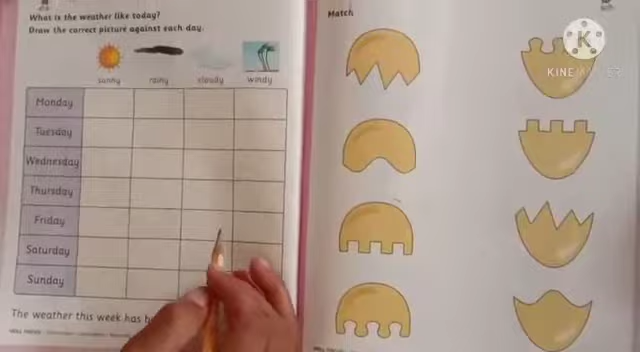 What is the weather like today?
Draw the correct picture against each day.
sunny rainy cloudy windy
Monday
Tuesday
Wednesday
Thursday
Friday
Saturday
Sunday
The weather this week has
Match
K
KINEMASTER